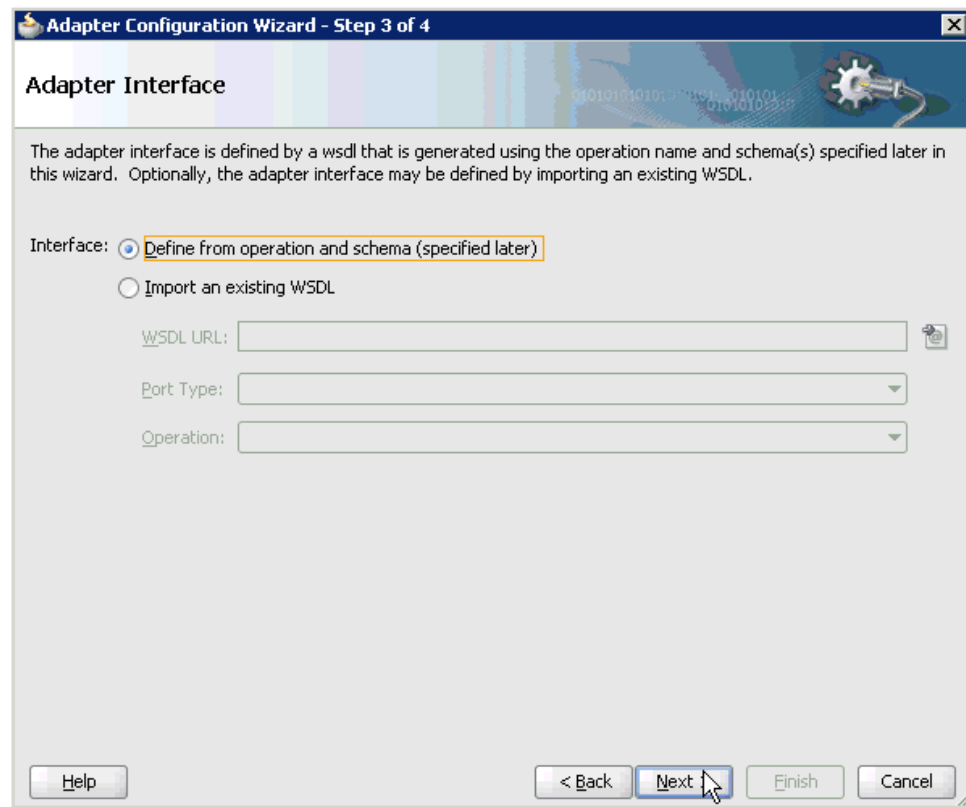 Adapter Configuration Wizard - Step 3 of 4
Adapter Interface
The adapter interface is defined by a wsdl that is generated using the operation name and schema(s) specified later in
this wizard.  Optionally, the adapter interface may be defined by importing an existing WSDL.
Interface: Define from operation and schema (specified later)
Import an existing WSDL
WSDL URL:
Port Type:
Operation:
Help < Back Next Finish Cancel